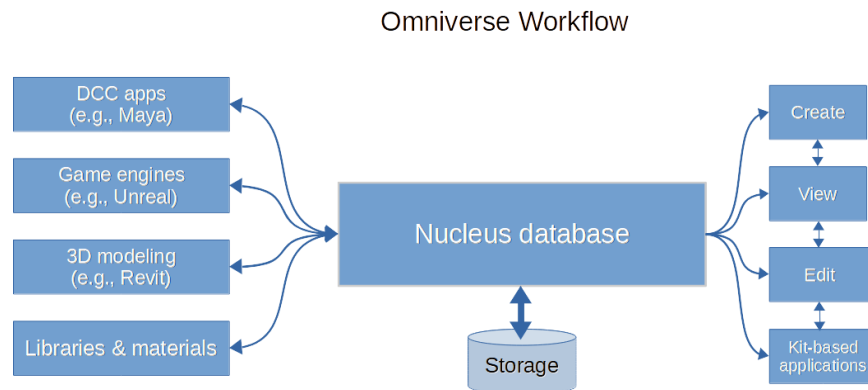 Omniverse Workflow
DCC apps
(e.g., Maya)
Game engines
(e.g., Unreal)
3D modeling
(e.g., Revit)
Libraries & materials
Nucleus database
Storage
Create
View
Edit
Kit-based
applications